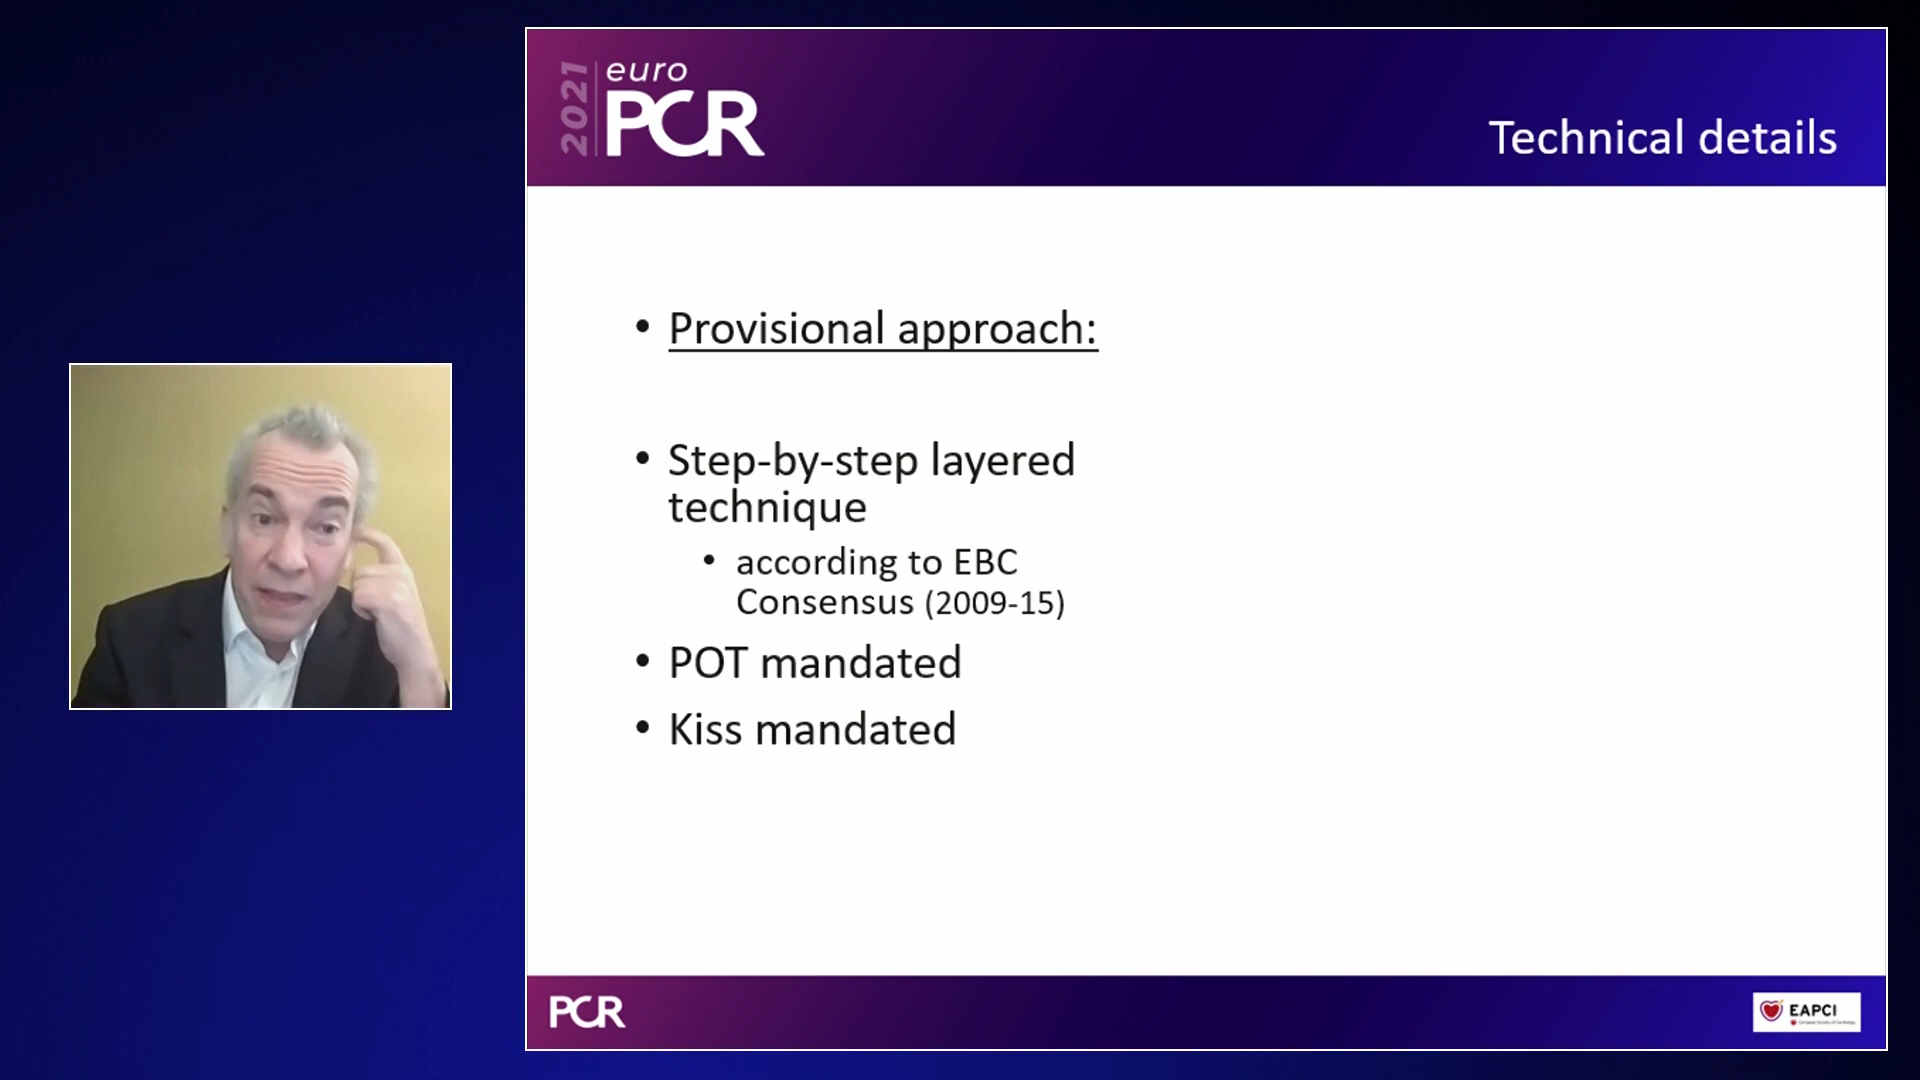 2021
euro
PCR
Technical details
• Provisional approach:
• Step-by-step layered
technique
• according to EBC
Consensus (2009-15)
• POT mandated
• Kiss mandated
PCR
EAPCI